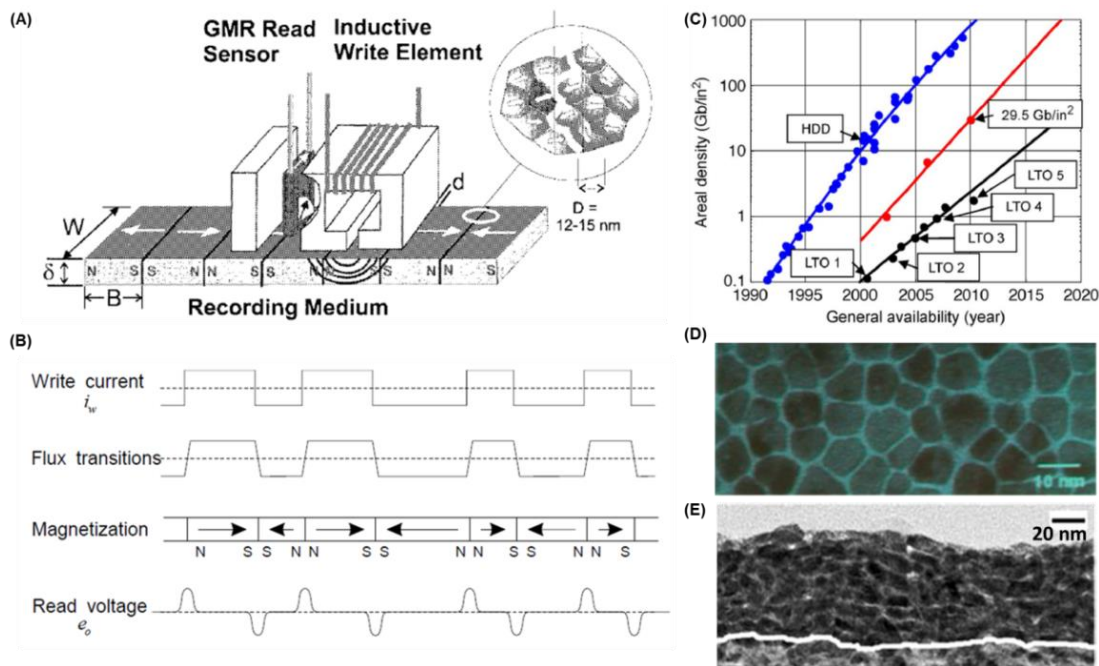 (A)
GMR Read
Sensor
Inductive
Write Element
d
D =
12-15 nm
W
δ
B
N S S N N S S N N S S N N S
Recording Medium
(B)
Write current
i_w
Flux transitions
Magnetization
N S S N N S S N N S S N N S
Read voltage
e_o
(C)
Areal density (Gb/in²)
1000
100
10
1
0.1
HDD
29.5 Gb/in²
LTO 5
LTO 4
LTO 3
LTO 2
LTO 1
1990 1995 2000 2005 2010 2015 2020
General availability (year)
(D)
10 nm
(E)
20 nm